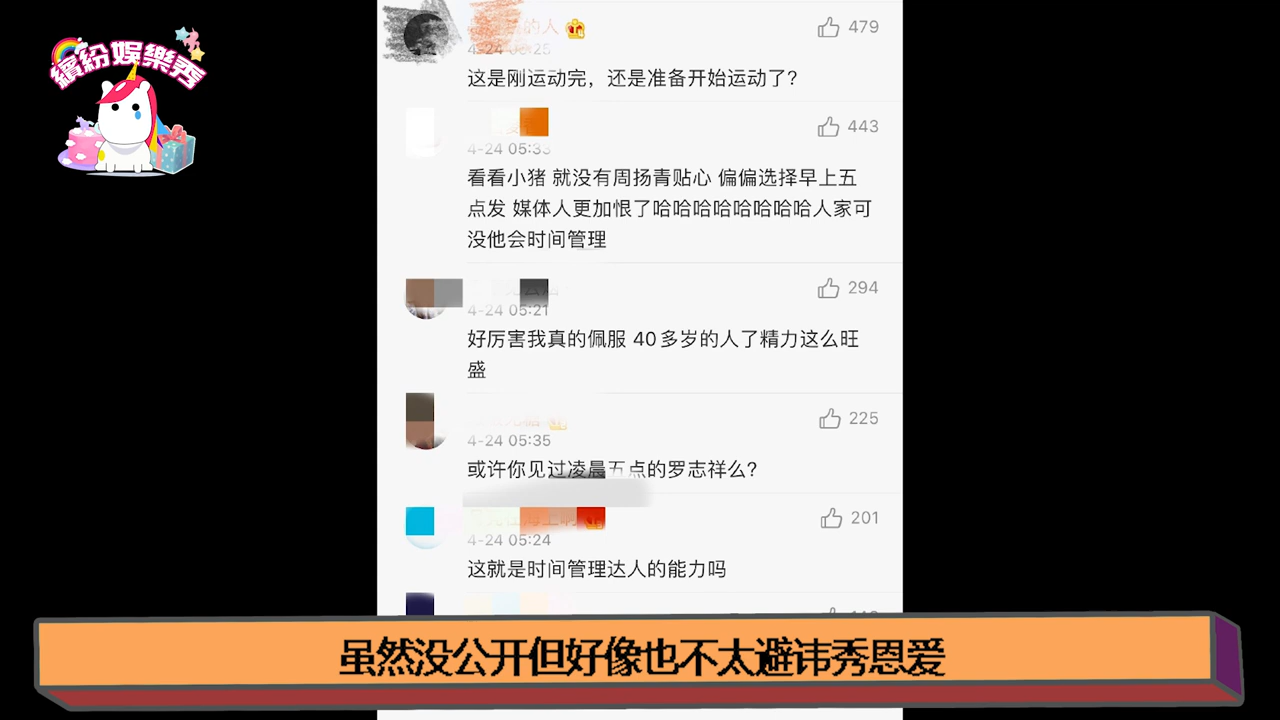 繽紛娛樂秀
的人
479
4-24 05:25
这是刚运动完，还是准备开始运动了？
443
4-24 05:33
看看小猪 就没有周扬青贴心 偏偏选择早上五
点发 媒体人更加恨了哈哈哈哈哈哈哈哈人家可
没他会时间管理
294
4-24 05:21
好厉害我真的佩服 40多岁的人了精力这么旺
盛
225
4-24 05:35
或许你见过凌晨五点的罗志祥么？
201
4-24 05:24
这就是时间管理达人的能力吗
虽然没公开但好像也不太避讳秀恩爱